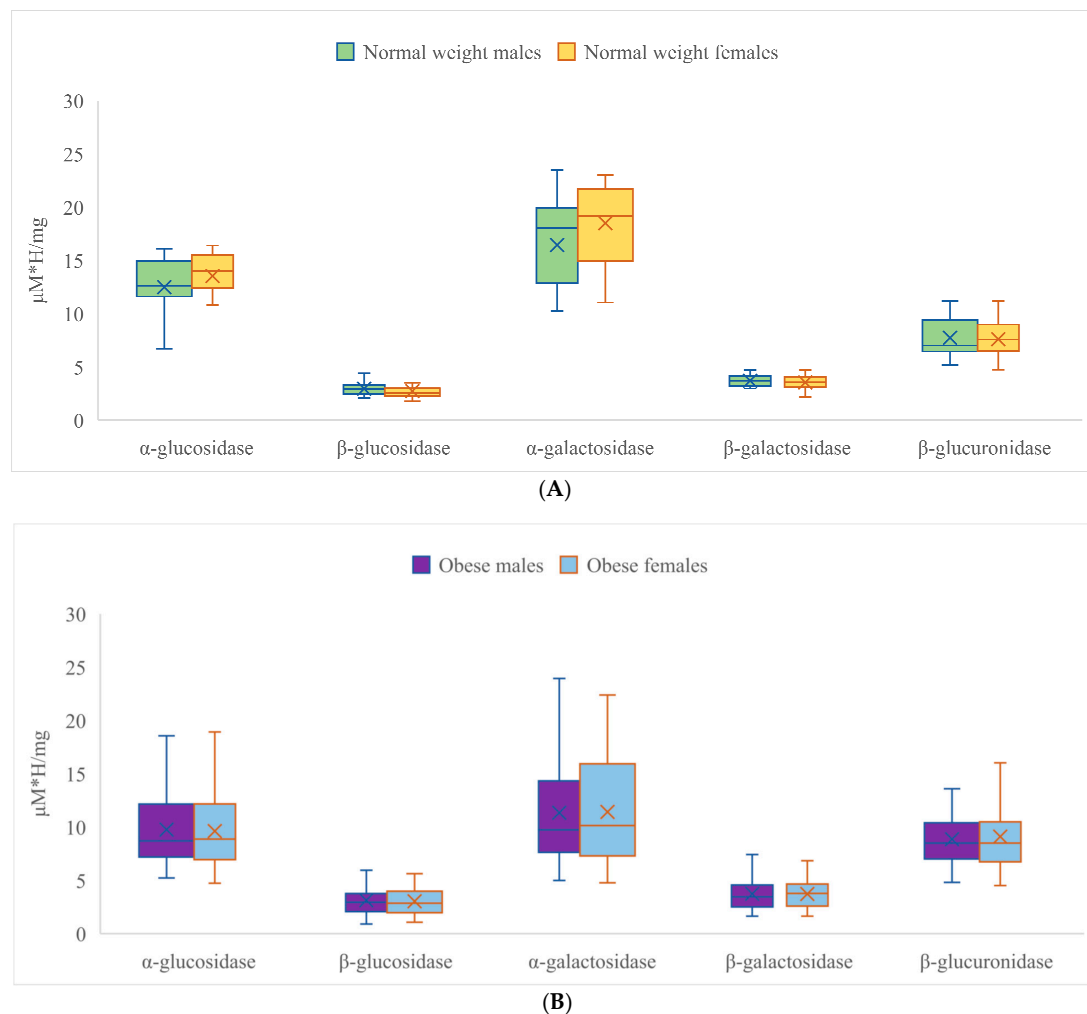 Normal weight males Normal weight females
30
25
20
15
10
5
0
µM*H/mg
α-glucosidase β-glucosidase α-galactosidase β-galactosidase β-glucuronidase
(A)
Obese males Obese females
30
25
20
15
10
5
0
µM*H/mg
α-glucosidase β-glucosidase α-galactosidase β-galactosidase β-glucuronidase
(B)